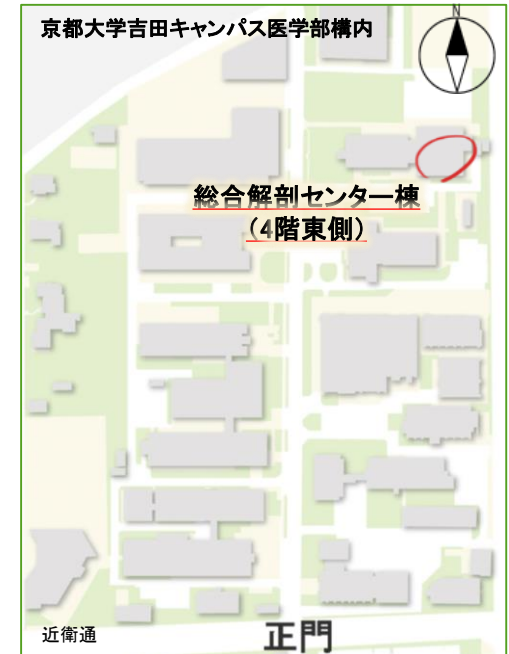 京都大学吉田キャンパス医学部構内
N
総合解剖センター棟
（4階東側）
近衛通
正門